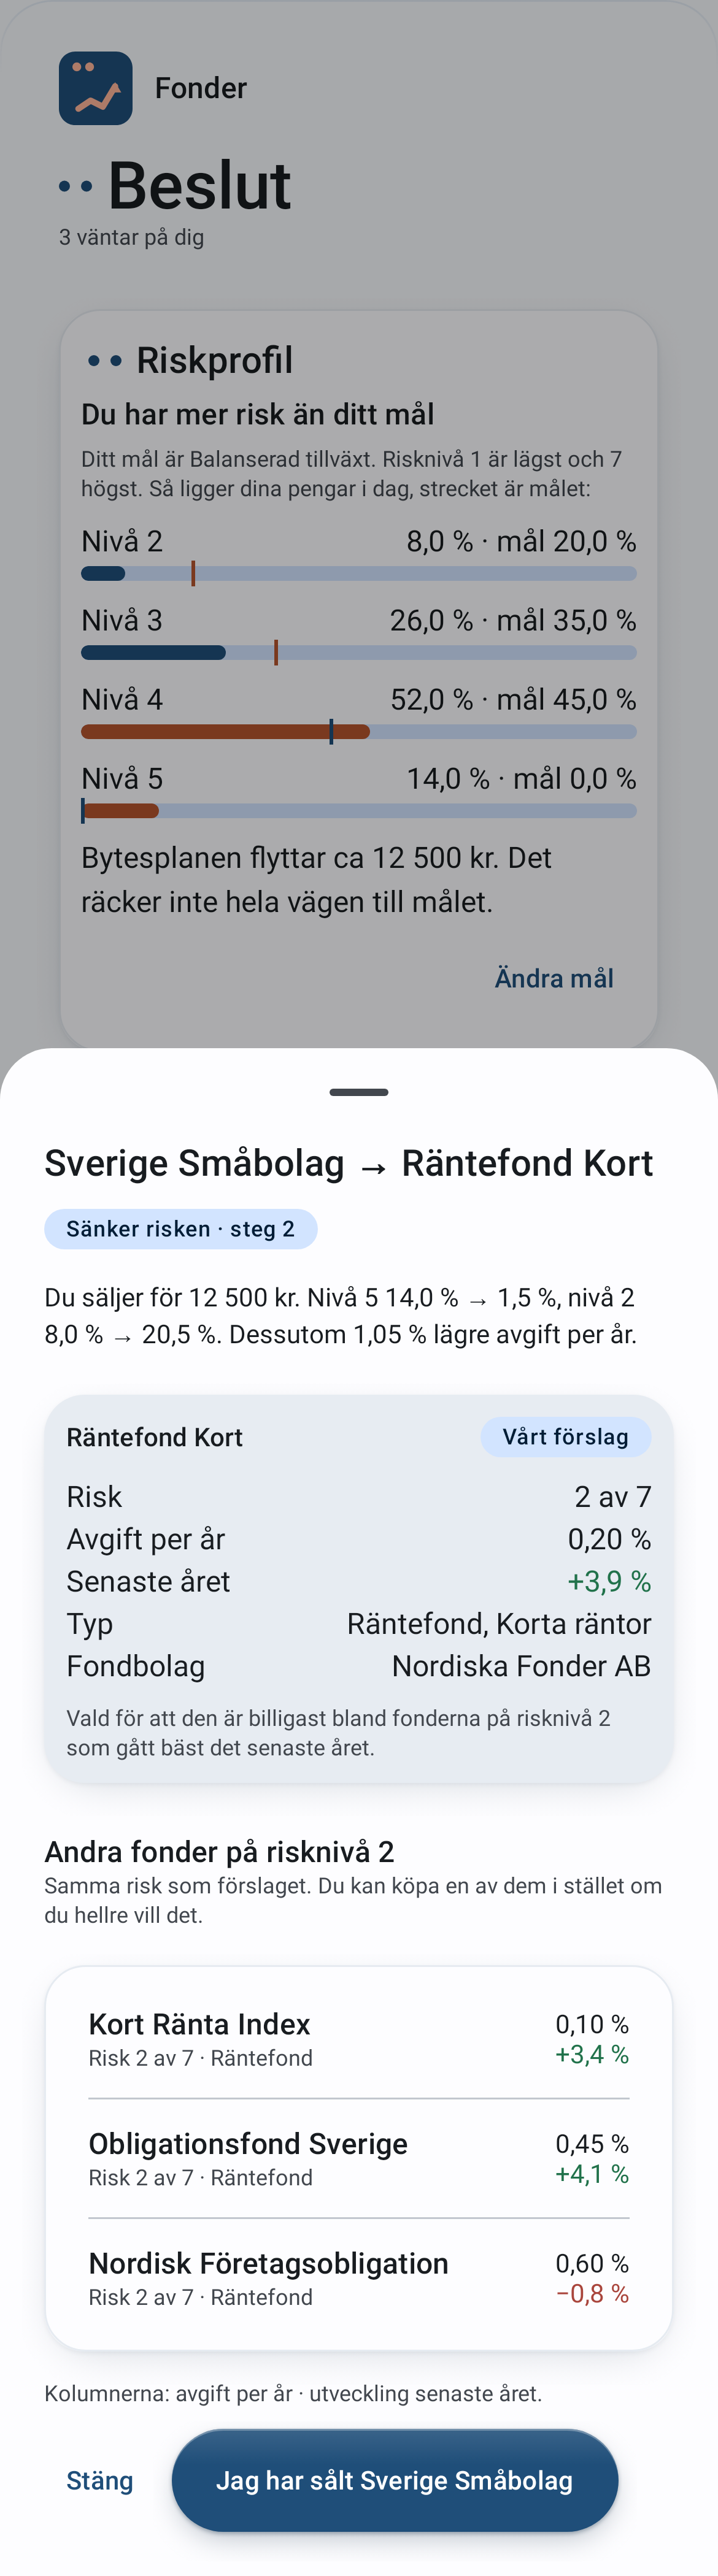 Fonder
Beslut
3 väntar på dig
Riskprofil
Du har mer risk än ditt mål
Ditt mål är Balanserad tillväxt. Risknivå 1 är lägst och 7
högst. Så ligger dina pengar i dag, strecket är målet:
Nivå 2 8,0 % · mål 20,0 %
Nivå 3 26,0 % · mål 35,0 %
Nivå 4 52,0 % · mål 45,0 %
Nivå 5 14,0 % · mål 0,0 %
Bytesplanen flyttar ca 12 500 kr. Det
räcker inte hela vägen till målet.
Ändra mål
Sverige Småbolag → Räntefond Kort
Sänker risken · steg 2
Du säljer för 12 500 kr. Nivå 5 14,0 % → 1,5 %, nivå 2
8,0 % → 20,5 %. Dessutom 1,05 % lägre avgift per år.
Räntefond Kort Vårt förslag
Risk 2 av 7
Avgift per år 0,20 %
Senaste året +3,9 %
Typ Räntefond, Korta räntor
Fondbolag Nordiska Fonder AB
Vald för att den är billigast bland fonderna på risknivå 2
som gått bäst det senaste året.
Andra fonder på risknivå 2
Samma risk som förslaget. Du kan köpa en av dem i stället om
du hellre vill det.
Kort Ränta Index 0,10 %
Risk 2 av 7 · Räntefond +3,4 %
Obligationsfond Sverige 0,45 %
Risk 2 av 7 · Räntefond +4,1 %
Nordisk Företagsobligation 0,60 %
Risk 2 av 7 · Räntefond −0,8 %
Kolumnerna: avgift per år · utveckling senaste året.
Stäng Jag har sålt Sverige Småbolag